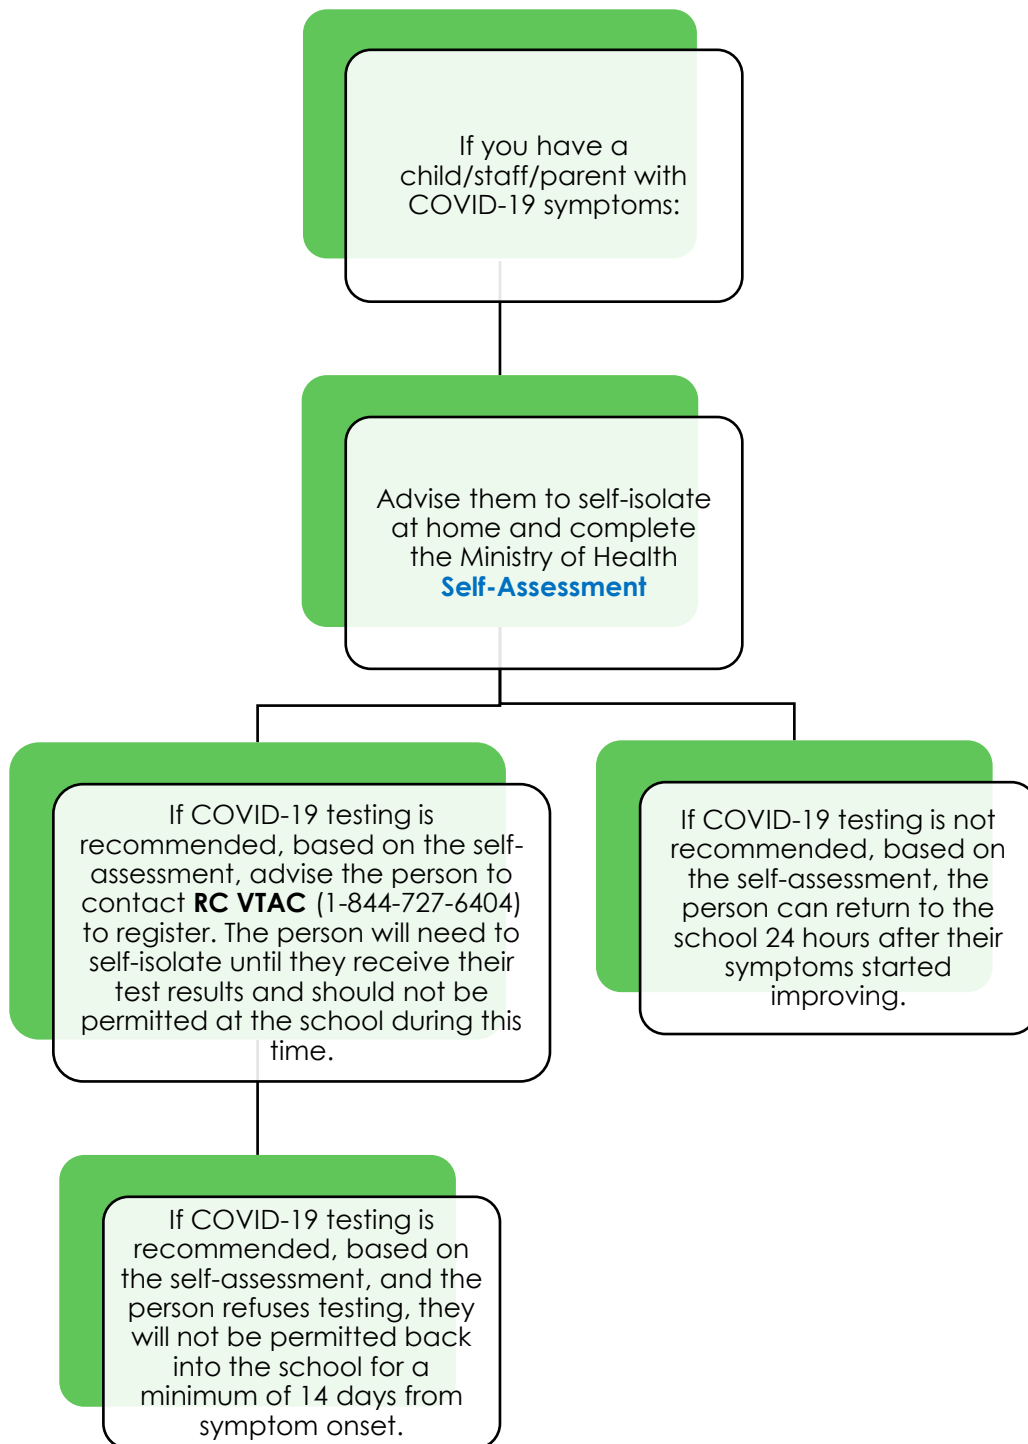 If you have a
child/staff/parent with
COVID-19 symptoms:
Advise them to self-isolate
at home and complete
the Ministry of Health
Self-Assessment
If COVID-19 testing is
recommended, based on the self-
assessment, advise the person to
contact RC VTAC (1-844-727-6404)
to register. The person will need to
self-isolate until they receive their
test results and should not be
permitted at the school during this
time.
If COVID-19 testing is not
recommended, based on
the self-assessment, the
person can return to the
school 24 hours after their
symptoms started
improving.
If COVID-19 testing is
recommended, based on
the self-assessment, and the
person refuses testing, they
will not be permitted back
into the school for a
minimum of 14 days from
symptom onset.